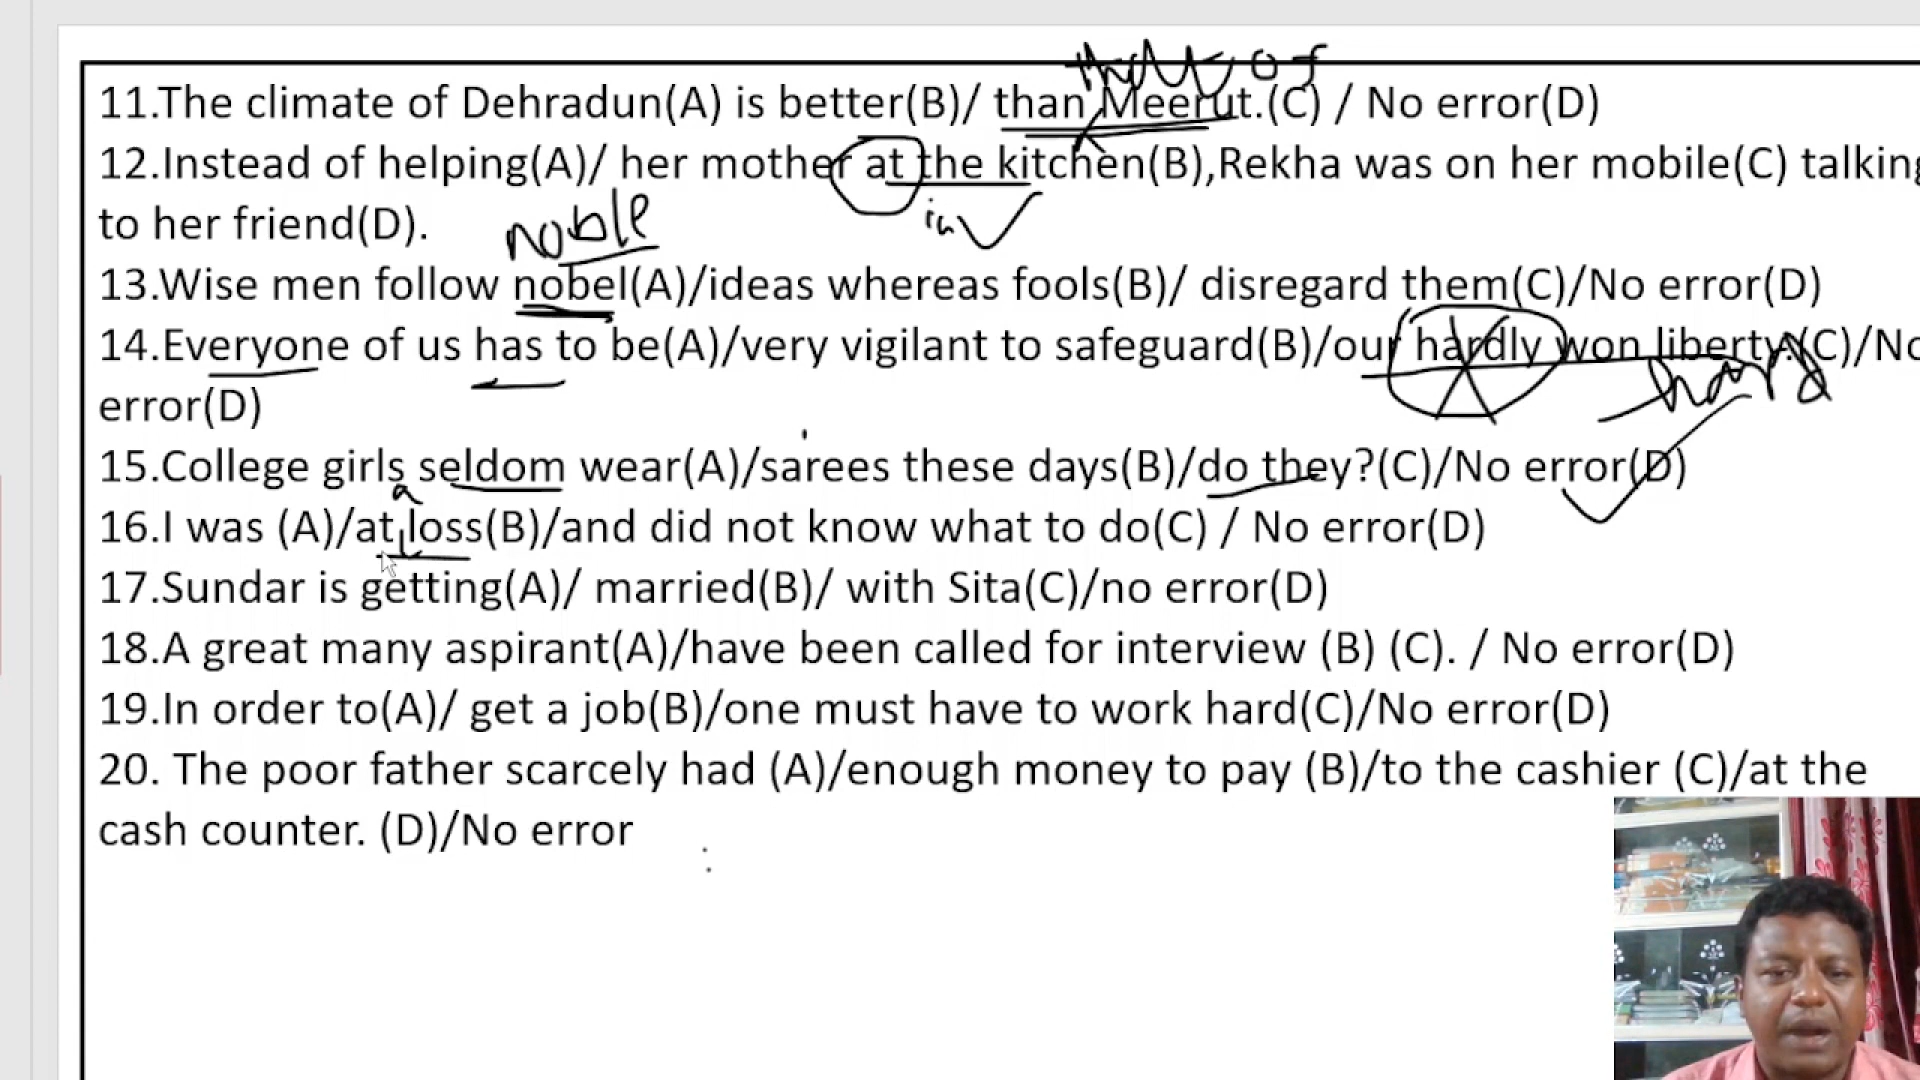 that of
11.The climate of Dehradun(A) is better(B)/ than Meerut.(C) / No error(D)
12.Instead of helping(A)/ her mother at the kitchen(B),Rekha was on her mobile(C) talking
in
to her friend(D).
noble
13.Wise men follow nobel(A)/ideas whereas fools(B)/ disregard them(C)/No error(D)
14.Everyone of us has to be(A)/very vigilant to safeguard(B)/our hardly won liberty.(C)/No
hard
error(D)
15.College girls seldom wear(A)/sarees these days(B)/do they?(C)/No error(D)
a
16.I was (A)/at loss(B)/and did not know what to do(C) / No error(D)
17.Sundar is getting(A)/ married(B)/ with Sita(C)/no error(D)
18.A great many aspirant(A)/have been called for interview (B) (C). / No error(D)
19.In order to(A)/ get a job(B)/one must have to work hard(C)/No error(D)
20. The poor father scarcely had (A)/enough money to pay (B)/to the cashier (C)/at the
cash counter. (D)/No error